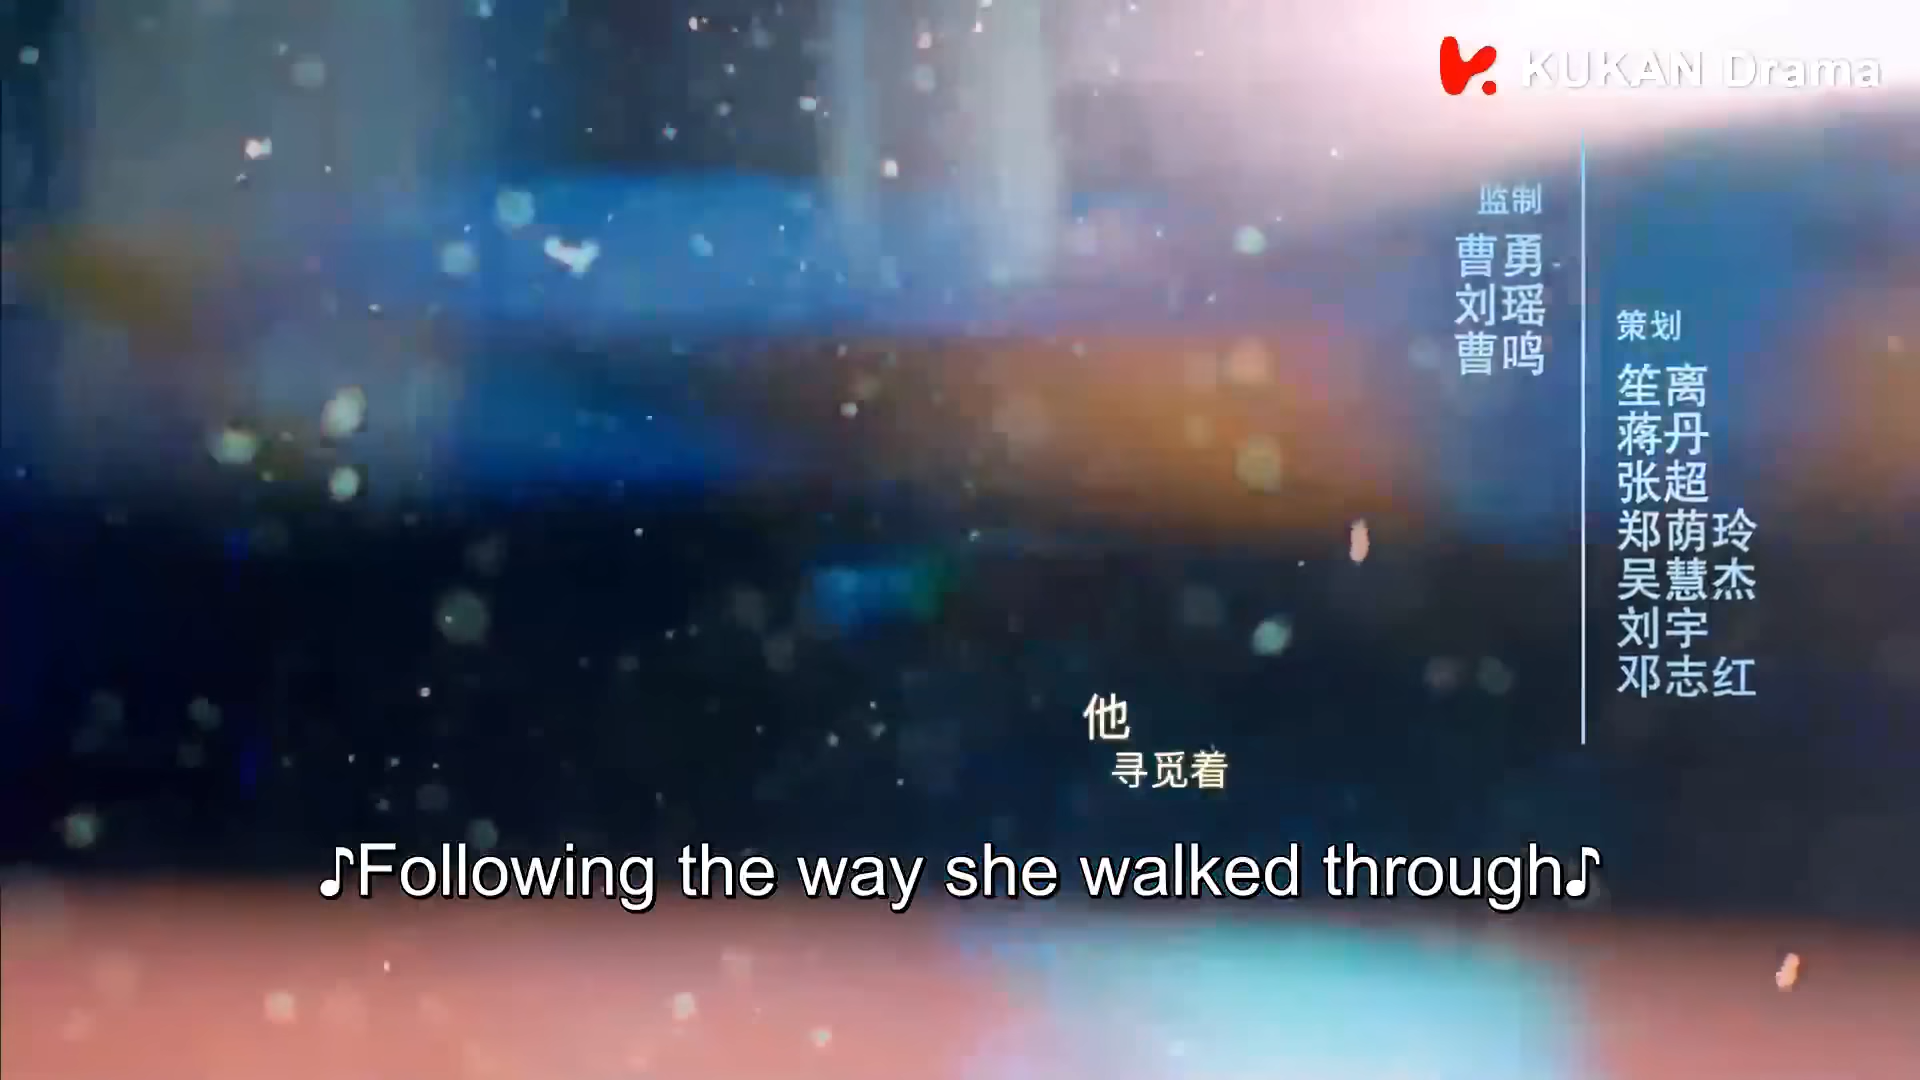 KUKAN Drama
监制
曹勇
刘瑶
曹鸣
策划
笙离
蒋丹
张超
郑荫玲
吴慧杰
刘宇
邓志红
他
寻觅着
♪Following the way she walked through♪